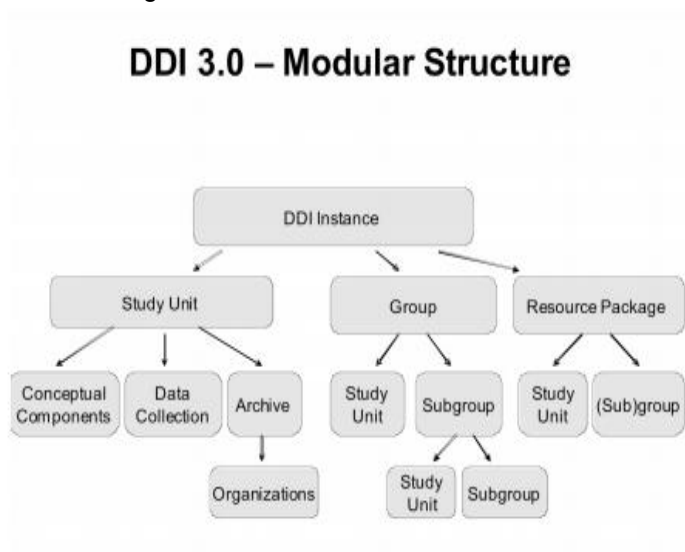 DDI 3.0 – Modular Structure
DDI Instance
Study Unit
Group
Resource Package
Conceptual
Components
Data
Collection
Archive
Study
Unit
Subgroup
Study
Unit
(Sub)group
Organizations
Study
Unit
Subgroup